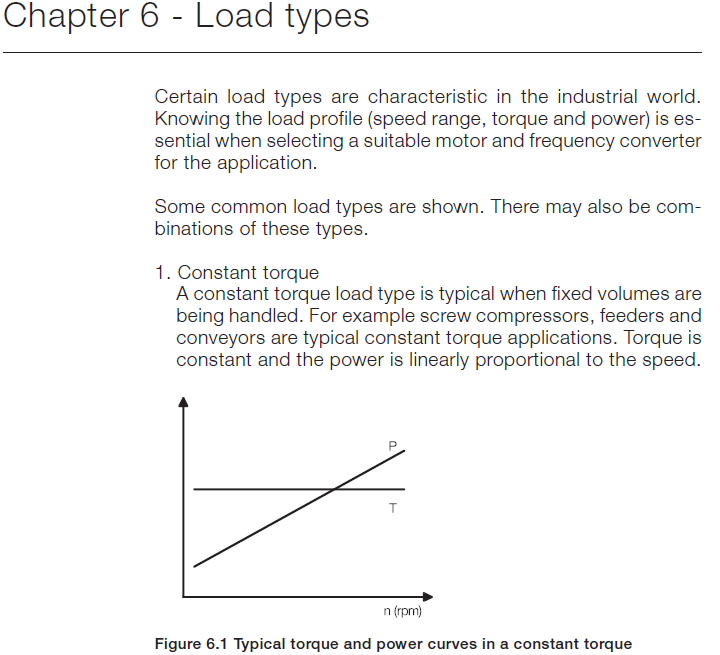 Chapter 6 - Load types
Certain load types are characteristic in the industrial world.
Knowing the load profile (speed range, torque and power) is es-
sential when selecting a suitable motor and frequency converter
for the application.
Some common load types are shown. There may also be com-
binations of these types.
1. Constant torque
A constant torque load type is typical when fixed volumes are
being handled. For example screw compressors, feeders and
conveyors are typical constant torque applications. Torque is
constant and the power is linearly proportional to the speed.
P
T
n (rpm)
Figure 6.1 Typical torque and power curves in a constant torque